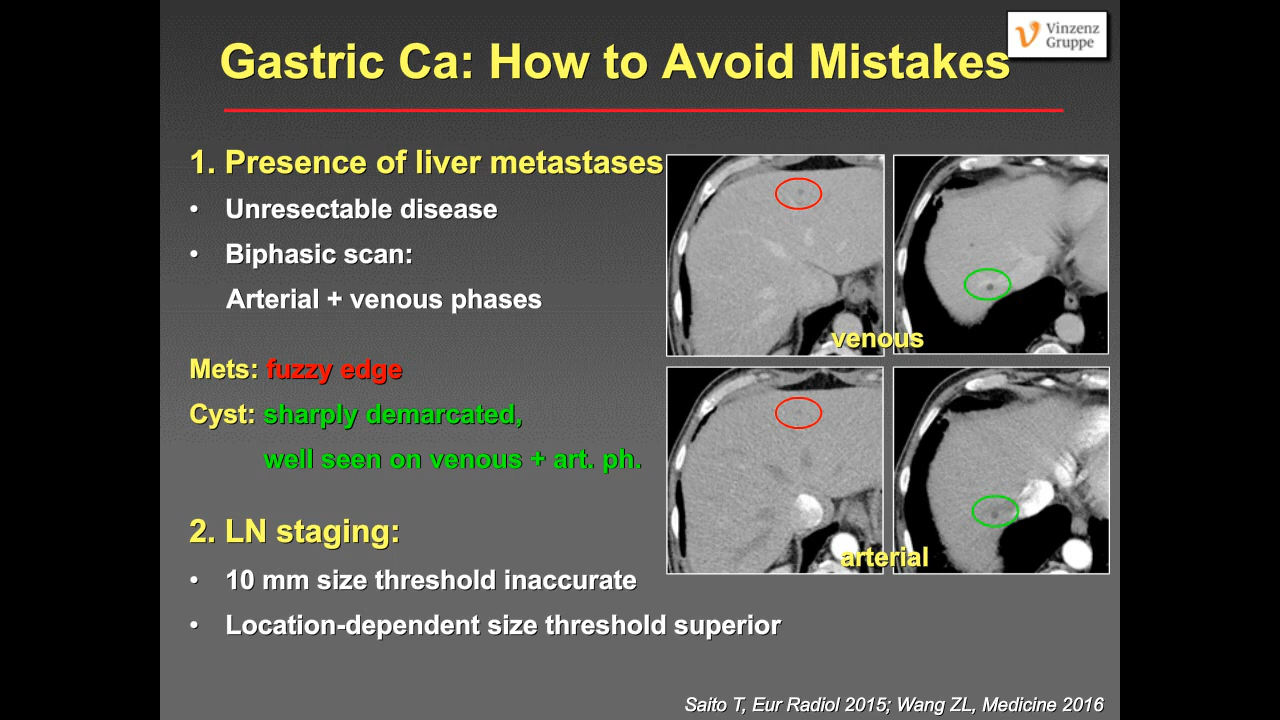 Vinzenz
Gruppe
Gastric Ca: How to Avoid Mistakes
1. Presence of liver metastases
• Unresectable disease
• Biphasic scan:
Arterial + venous phases
Mets: fuzzy edge
Cyst: sharply demarcated,
well seen on venous + art. ph.
venous
arterial
2. LN staging:
• 10 mm size threshold inaccurate
• Location-dependent size threshold superior
Saito T, Eur Radiol 2015; Wang ZL, Medicine 2016